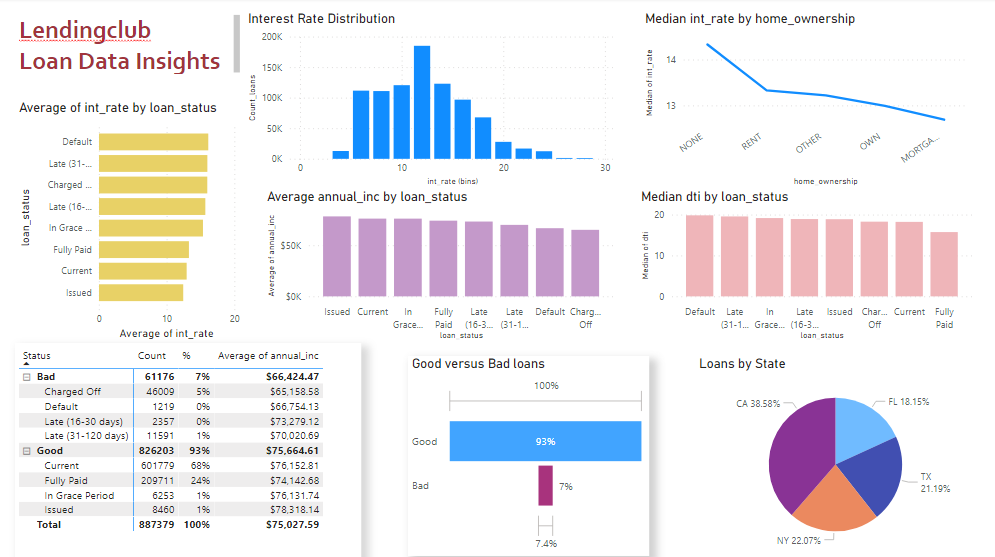 Lendingclub
Loan Data Insights
Average of int_rate by loan_status
loan_status
Default
Late (31-...
Charged ...
Late (16-...
In Grace ...
Fully Paid
Current
Issued
0 10 20
Average of int_rate
Interest Rate Distribution
Count_loans
200K
150K
100K
50K
0K
0 10 20 30
int_rate (bins)
Median int_rate by home_ownership
Median of int_rate
14
13
NONE RENT OTHER OWN MORTGA...
home_ownership
Average annual_inc by loan_status
Average of annual_inc
$50K
$0K
Issued Current In Fully Late Late Default Charg...
Grace... Paid (16-3... (31-1... Off
loan_status
Median dti by loan_status
Median of dti
20
10
0
Default Late In Late Issued Char... Current Fully
(31-1... Grace... (16-3... Off Paid
loan_status
Status Count % Average of annual_inc
Bad 61176 7% $66,424.47
Charged Off 46009 5% $65,158.58
Default 1219 0% $66,754.13
Late (16-30 days) 2357 0% $73,279.12
Late (31-120 days) 11591 1% $70,020.69
Good 826203 93% $75,664.61
Current 601779 68% $76,152.81
Fully Paid 209711 24% $74,142.68
In Grace Period 6253 1% $76,131.74
Issued 8460 1% $78,318.14
Total 887379 100% $75,027.59
Good versus Bad loans
100%
Good 93%
Bad 7%
7.4%
Loans by State
CA 38.58%
FL 18.15%
TX
21.19%
NY 22.07%